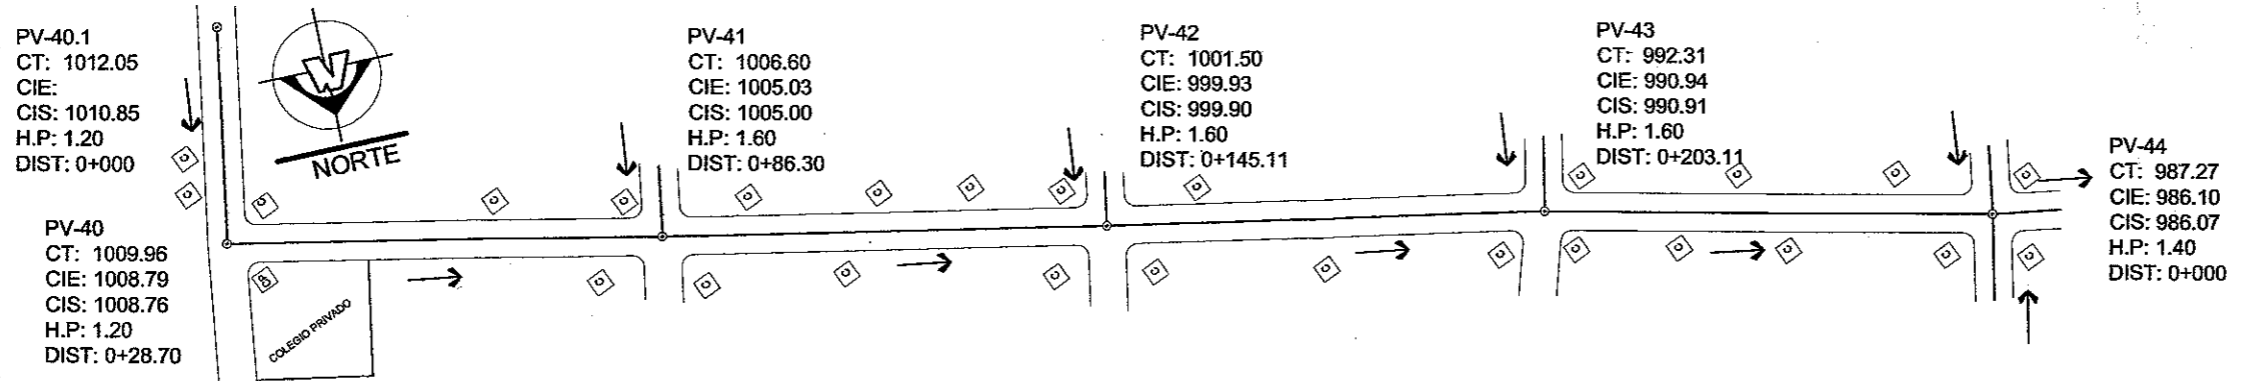 PV-40.1
CT: 1012.05
CIE:
CIS: 1010.85
H.P: 1.20
DIST: 0+000
NORTE
PV-40
CT: 1009.96
CIE: 1008.79
CIS: 1008.76
H.P: 1.20
DIST: 0+28.70
COLEGIO PRIVADO
PV-41
CT: 1006.60
CIE: 1005.03
CIS: 1005.00
H.P: 1.60
DIST: 0+86.30
PV-42
CT: 1001.50
CIE: 999.93
CIS: 999.90
H.P: 1.60
DIST: 0+145.11
PV-43
CT: 992.31
CIE: 990.94
CIS: 990.91
H.P: 1.60
DIST: 0+203.11
PV-44
CT: 987.27
CIE: 986.10
CIS: 986.07
H.P: 1.40
DIST: 0+000